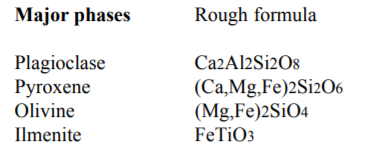 Major phases Rough formula
Plagioclase Ca2Al2Si2O8
Pyroxene (Ca,Mg,Fe)2Si2O6
Olivine (Mg,Fe)2SiO4
Ilmenite FeTiO3